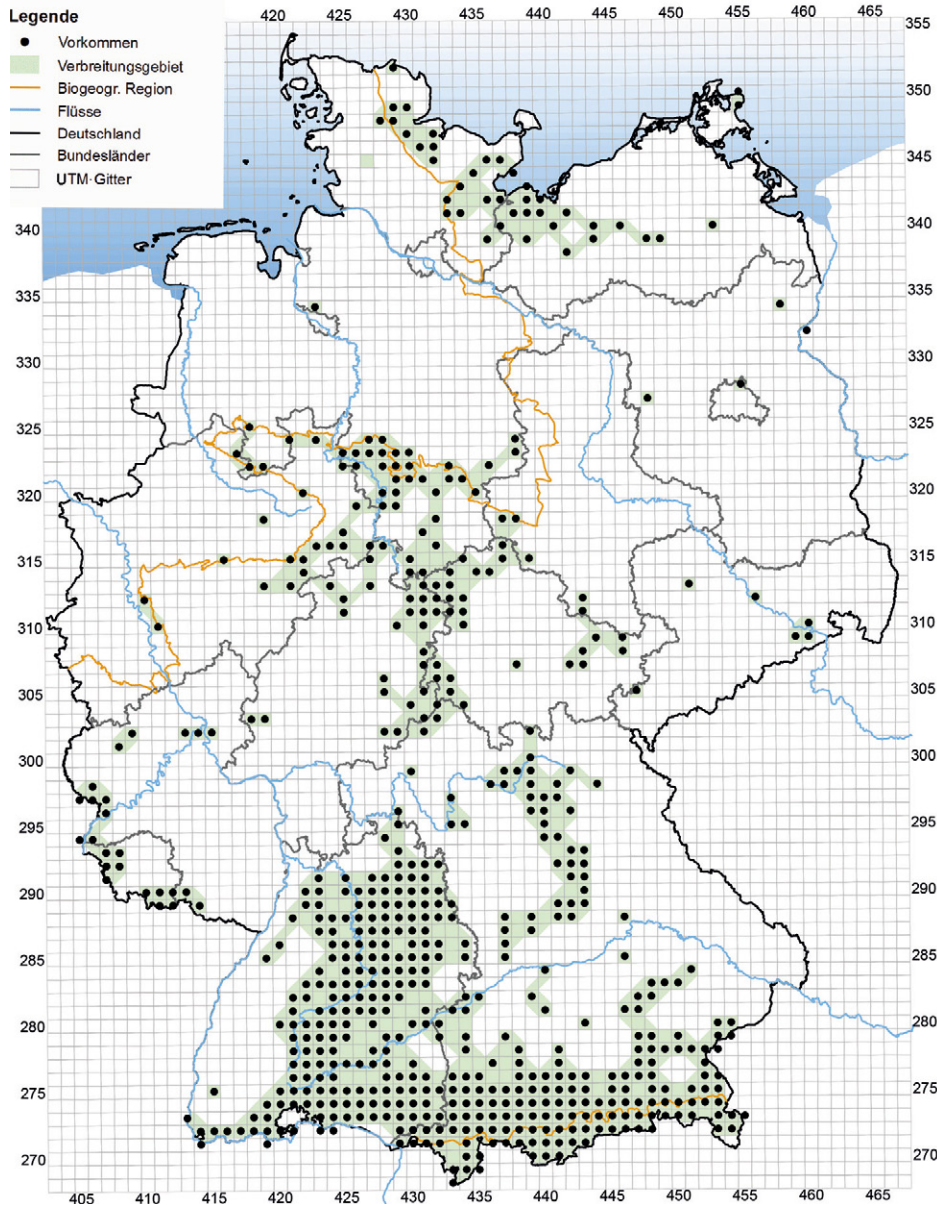 Legende
Vorkommen
Verbreitungsgebiet
Biogeogr. Region
Flüsse
Deutschland
Bundesländer
UTM-Gitter
420 425 430 435 440 445 450 455 460 465 355
350
345
340 340
335 335
330 330
325 325
320 320
315 315
310 310
305 305
300 300
295 295
290 290
285 285
280 280
275 275
270 270
405 410 415 420 425 430 435 440 445 450 455 460 465